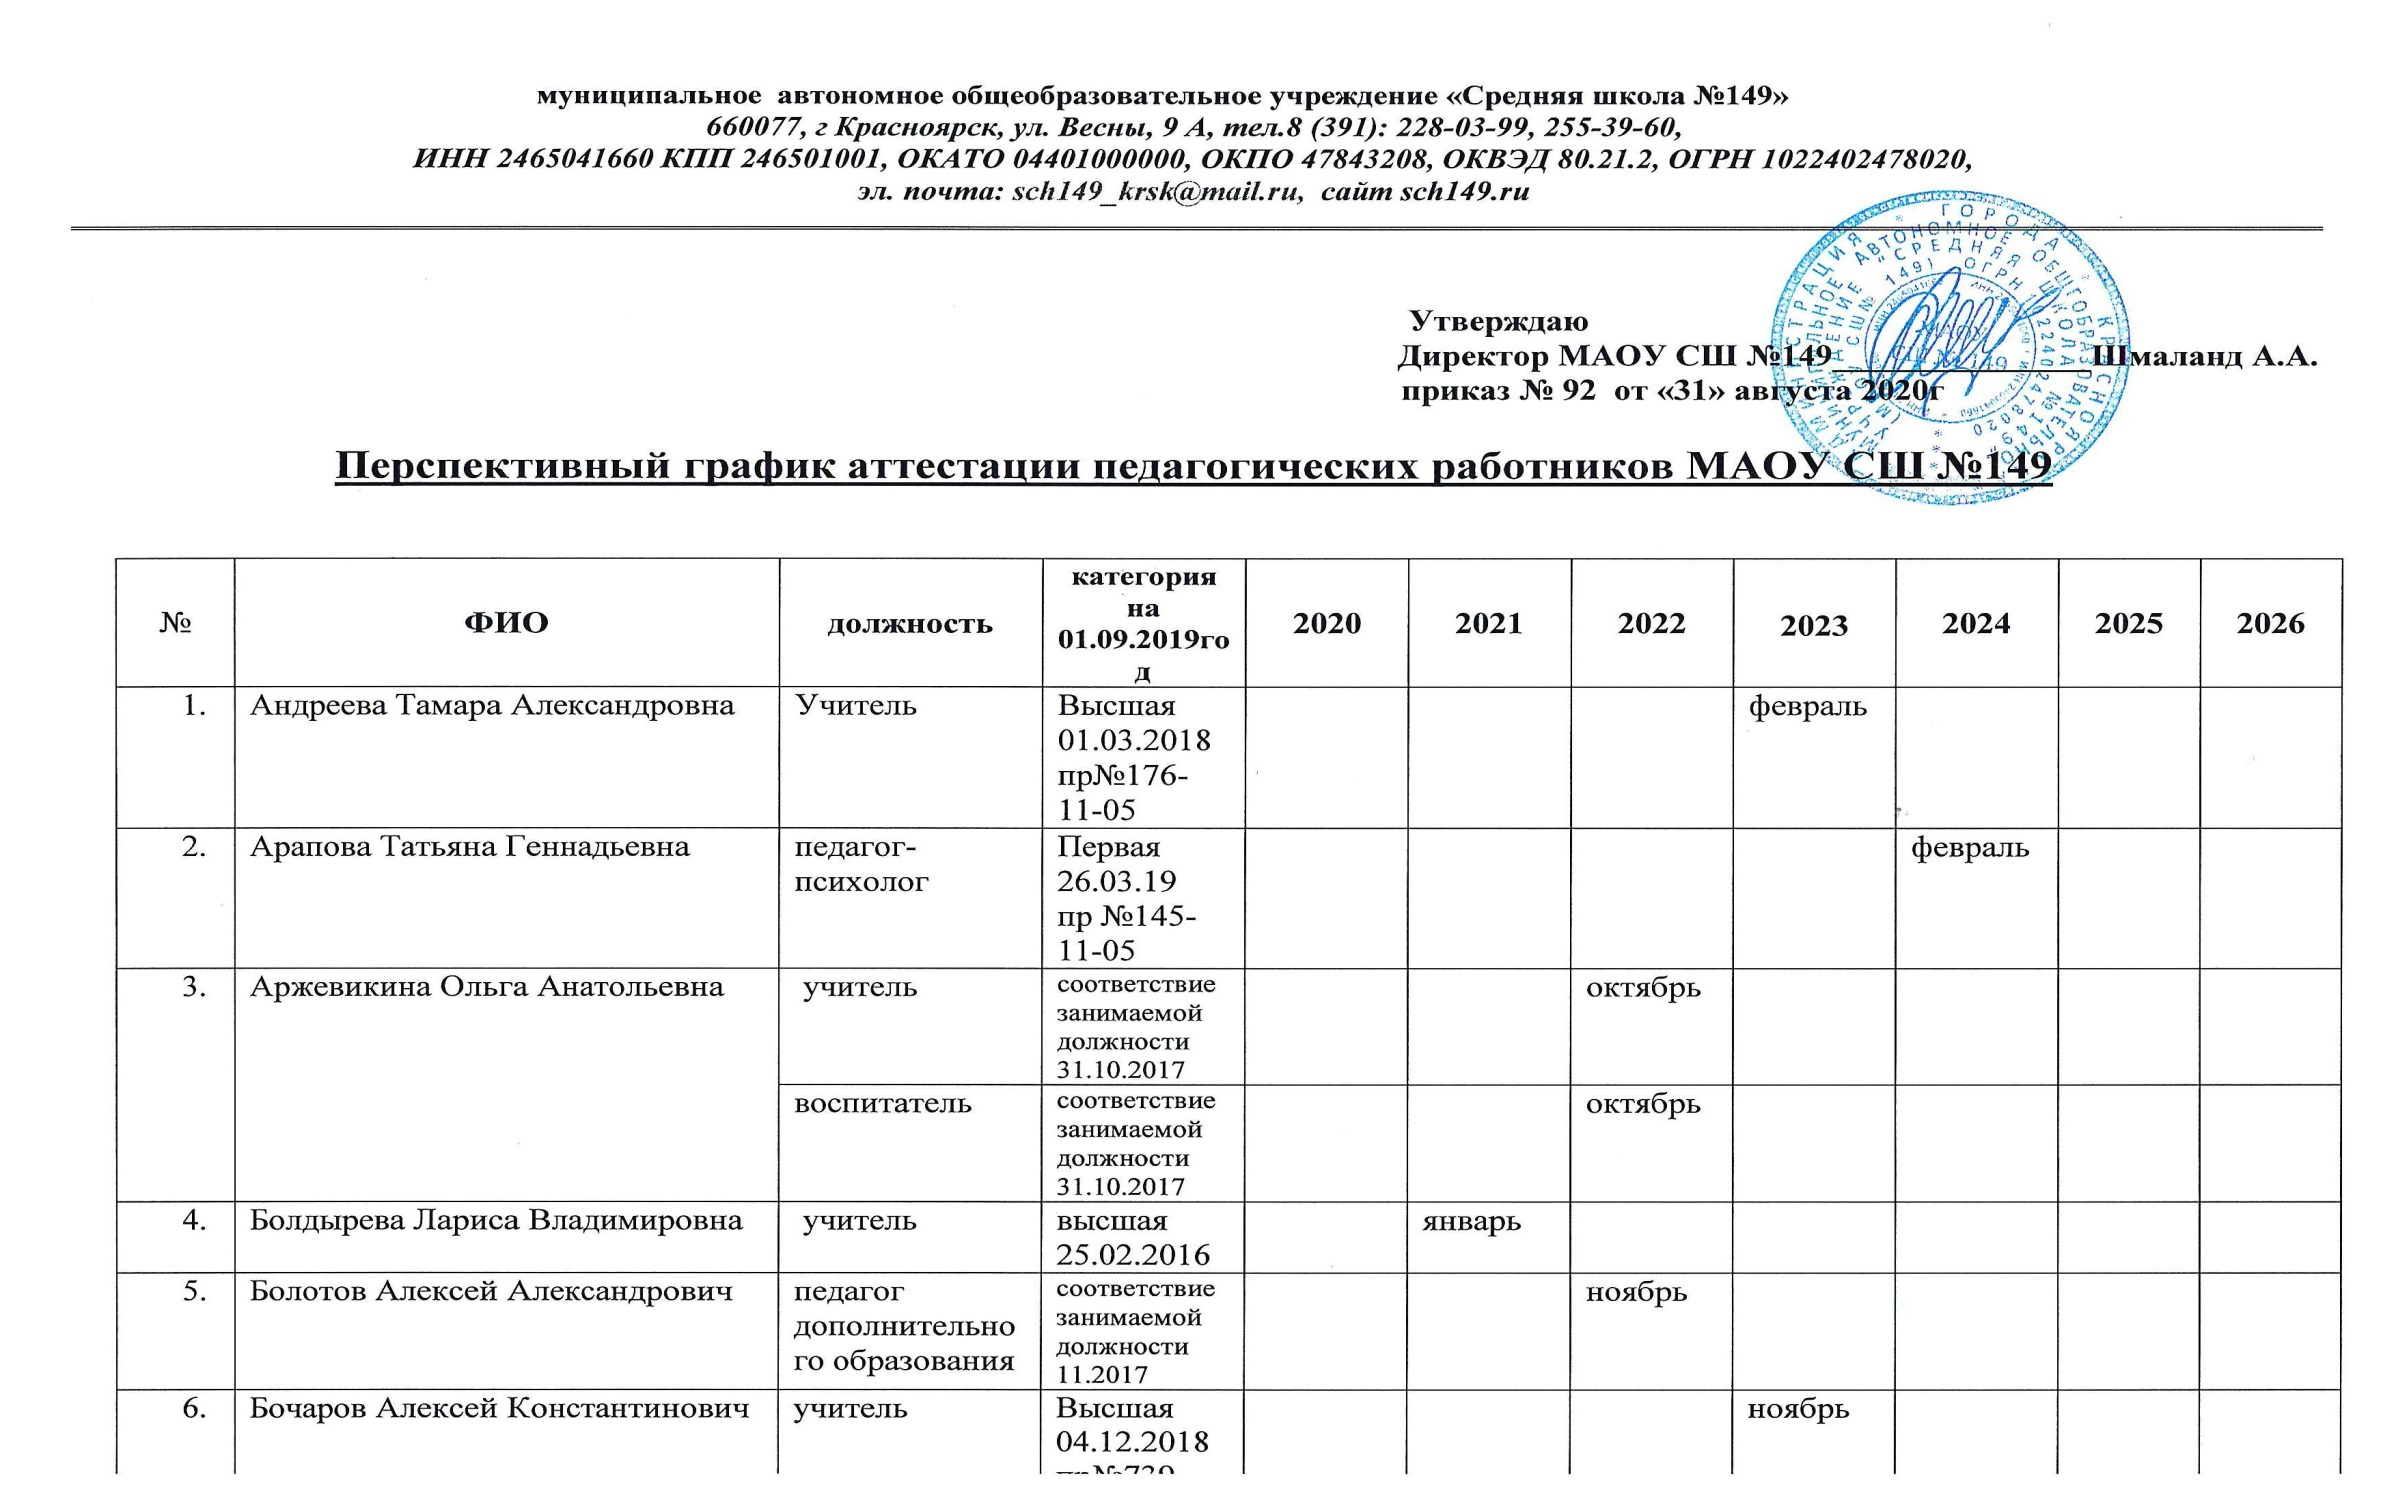 муниципальное автономное общеобразовательное учреждение «Средняя школа №149»
660077, г Красноярск, ул. Весны, 9 А, тел.8 (391): 228-03-99, 255-39-60,
ИНН 2465041660 КПП 246501001, ОКАТО 04401000000, ОКПО 47843208, ОКВЭД 80.21.2, ОГРН 1022402478020,
эл. почта: sch149_krsk@mail.ru, сайт sch149.ru
Утверждаю
Директор МАОУ СШ №149________________Шмаланд А.А.
приказ № 92 от «31» августа 2020г
Перспективный график аттестации педагогических работников МАОУ СШ №149
№ ФИО должность категория на 01.09.2019го д 2020 2021 2022 2023 2024 2025 2026
1. Андреева Тамара Александровна Учитель Высшая февраль
01.03.2018
пр№176-
11-05
2. Арапова Татьяна Геннадьевна педагог- Первая февраль
психолог 26.03.19
пр №145-
11-05
3. Аржевикина Ольга Анатольевна учитель соответствие октябрь
занимаемой
должности
31.10.2017
воспитатель соответствие октябрь
занимаемой
должности
31.10.2017
4. Болдырева Лариса Владимировна учитель высшая январь
25.02.2016
5. Болотов Алексей Александрович педагог соответствие ноябрь
дополнительно занимаемой
го образования должности
11.2017
6. Бочаров Алексей Константинович учитель Высшая ноябрь
04.12.2018